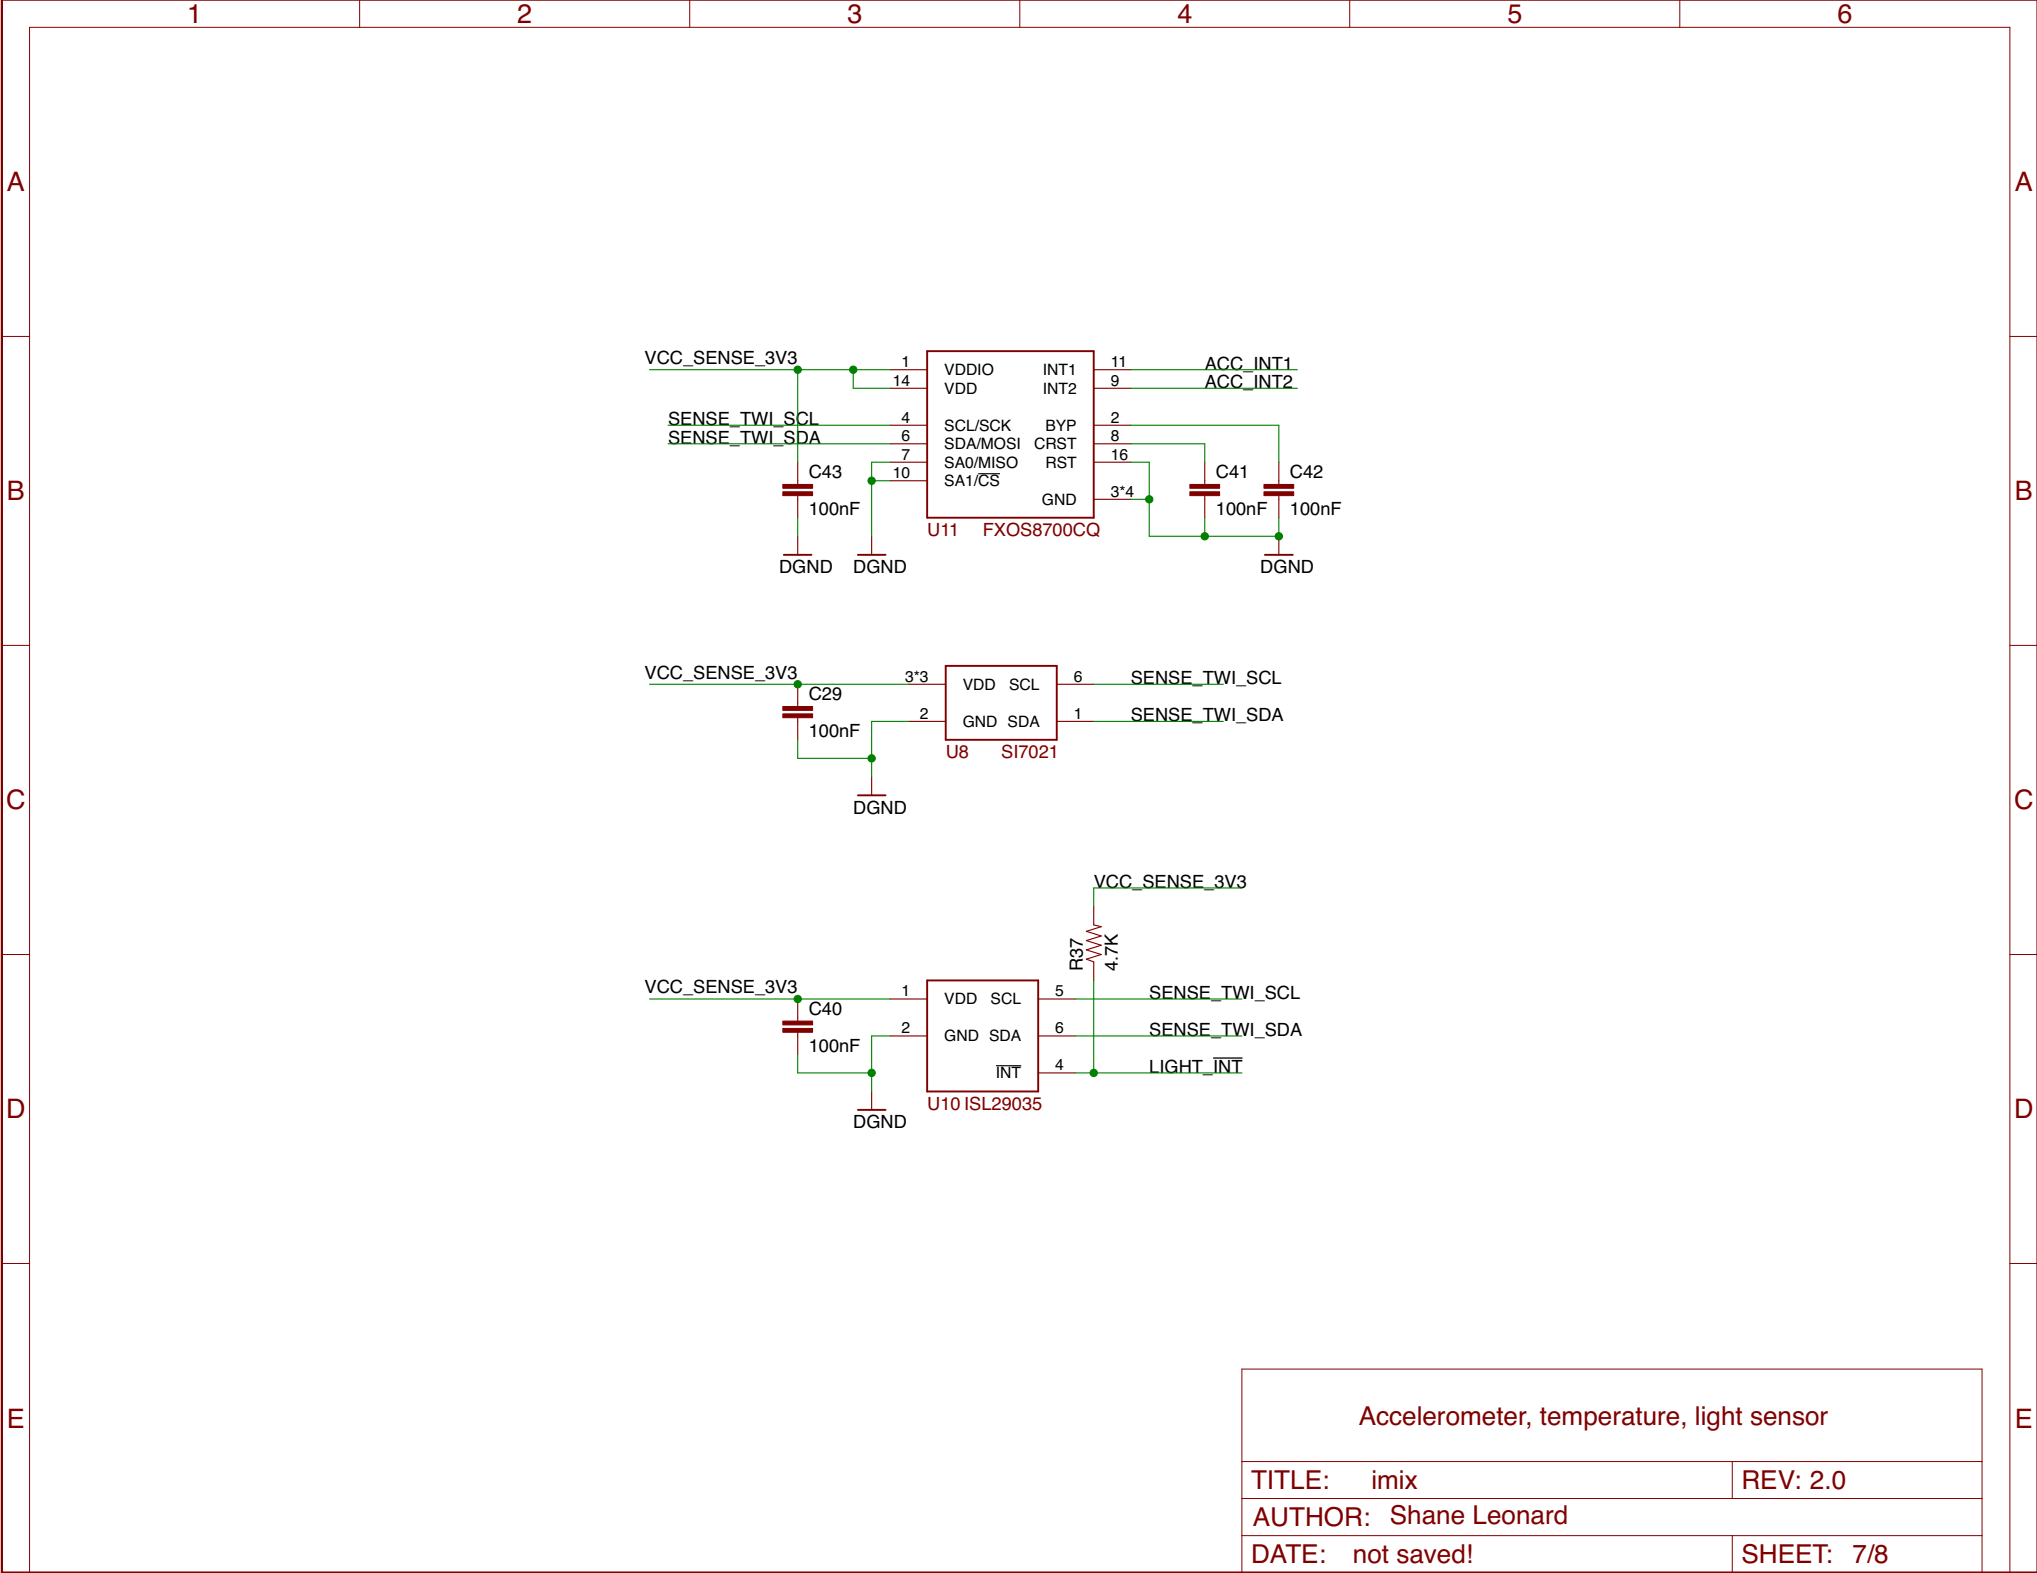 1 2 3 4 5 6
A A
VCC_SENSE_3V3 1 VDDIO INT1 11 ACC_INT1
14 VDD INT2 9 ACC_INT2
SENSE_TWI_SCL 4 SCL/SCK BYP 2
SENSE_TWI_SDA 6 SDA/MOSI CRST 8
7 SA0/MISO RST 16
C43 10 SA1/CS C41 C42
B B
GND 3*4
100nF 100nF 100nF
U11 FXOS8700CQ
DGND DGND DGND
VCC_SENSE_3V3 3*3 VDD SCL 6 SENSE_TWI_SCL
C29
2 GND SDA 1 SENSE_TWI_SDA
100nF
U8 SI7021
C C
DGND
VCC_SENSE_3V3
R37 4.7K
VCC_SENSE_3V3 1 VDD SCL 5 SENSE_TWI_SCL
C40
2 GND SDA 6 SENSE_TWI_SDA
100nF
INT 4 LIGHT_INT
U10 ISL29035
D D
DGND
E E
Accelerometer, temperature, light sensor
TITLE: imix REV: 2.0
AUTHOR: Shane Leonard
DATE: not saved! SHEET: 7/8